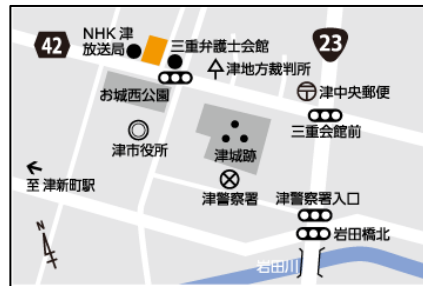 42
NHK 津
放送局
三重弁護士会館
23
津地方裁判所
津中央郵便
お城西公園
三重会館前
津市役所
津城跡
至 津新町駅
津警察署
津警察署入口
岩田橋北
岩田川
N